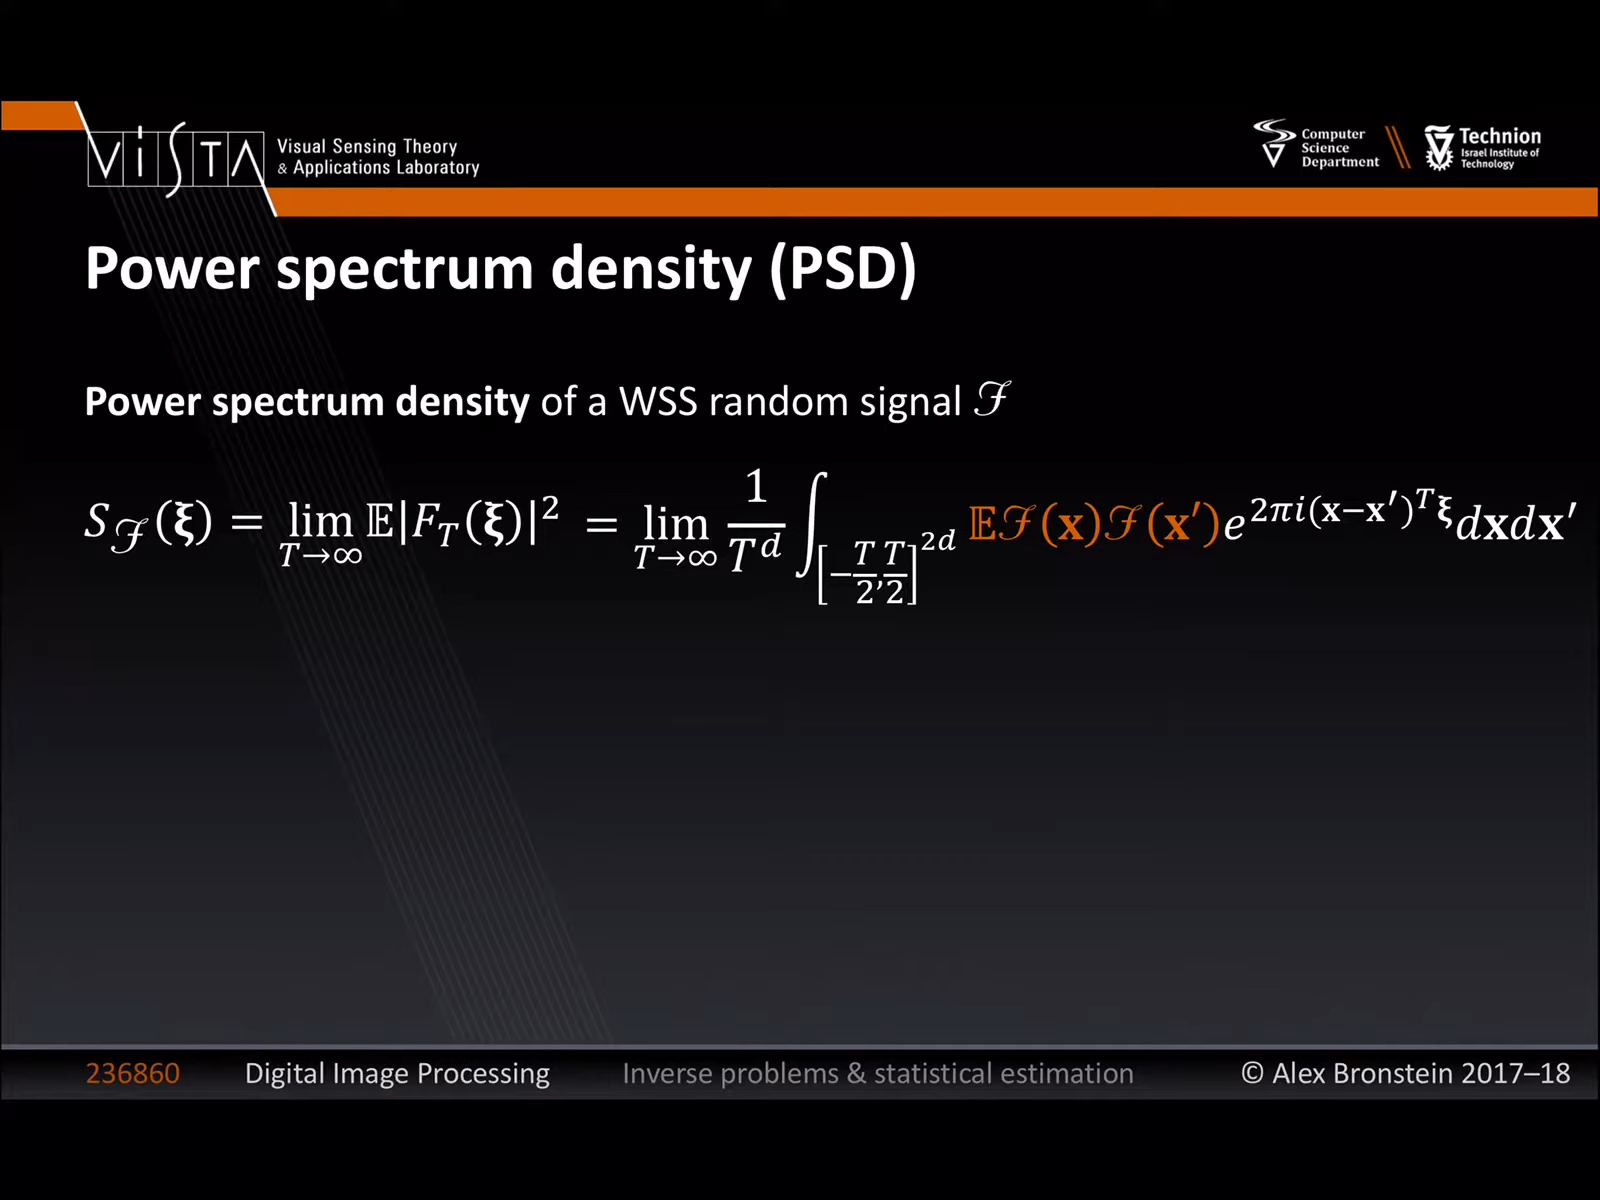 ViSTA Visual Sensing Theory
& Applications Laboratory
Computer
Science
Department
Technion
Israel Institute of
Technology
Power spectrum density (PSD)
Power spectrum density of a WSS random signal ℱ
S_ℱ(ξ) = lim_{T→∞} 𝔼|F_T(ξ)|² = lim_{T→∞} 1/T^d ∫_{[−T/2,T/2]^{2d}} 𝔼ℱ(𝐱)ℱ(𝐱′)e^{2πi(𝐱−𝐱′)^T ξ}d𝐱d𝐱′
236860 Digital Image Processing Inverse problems & statistical estimation © Alex Bronstein 2017–18